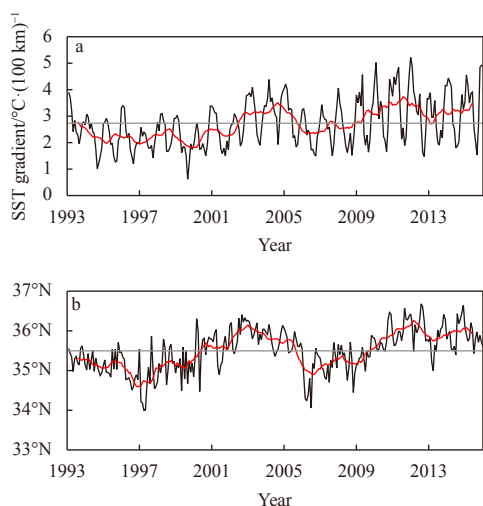 a
SST gradient/°C·(100 km)⁻¹
6
5
4
3
2
1
0
1993 1997 2001 2005 2009 2013
Year
b
37°N
36°N
35°N
34°N
33°N
1993 1997 2001 2005 2009 2013
Year